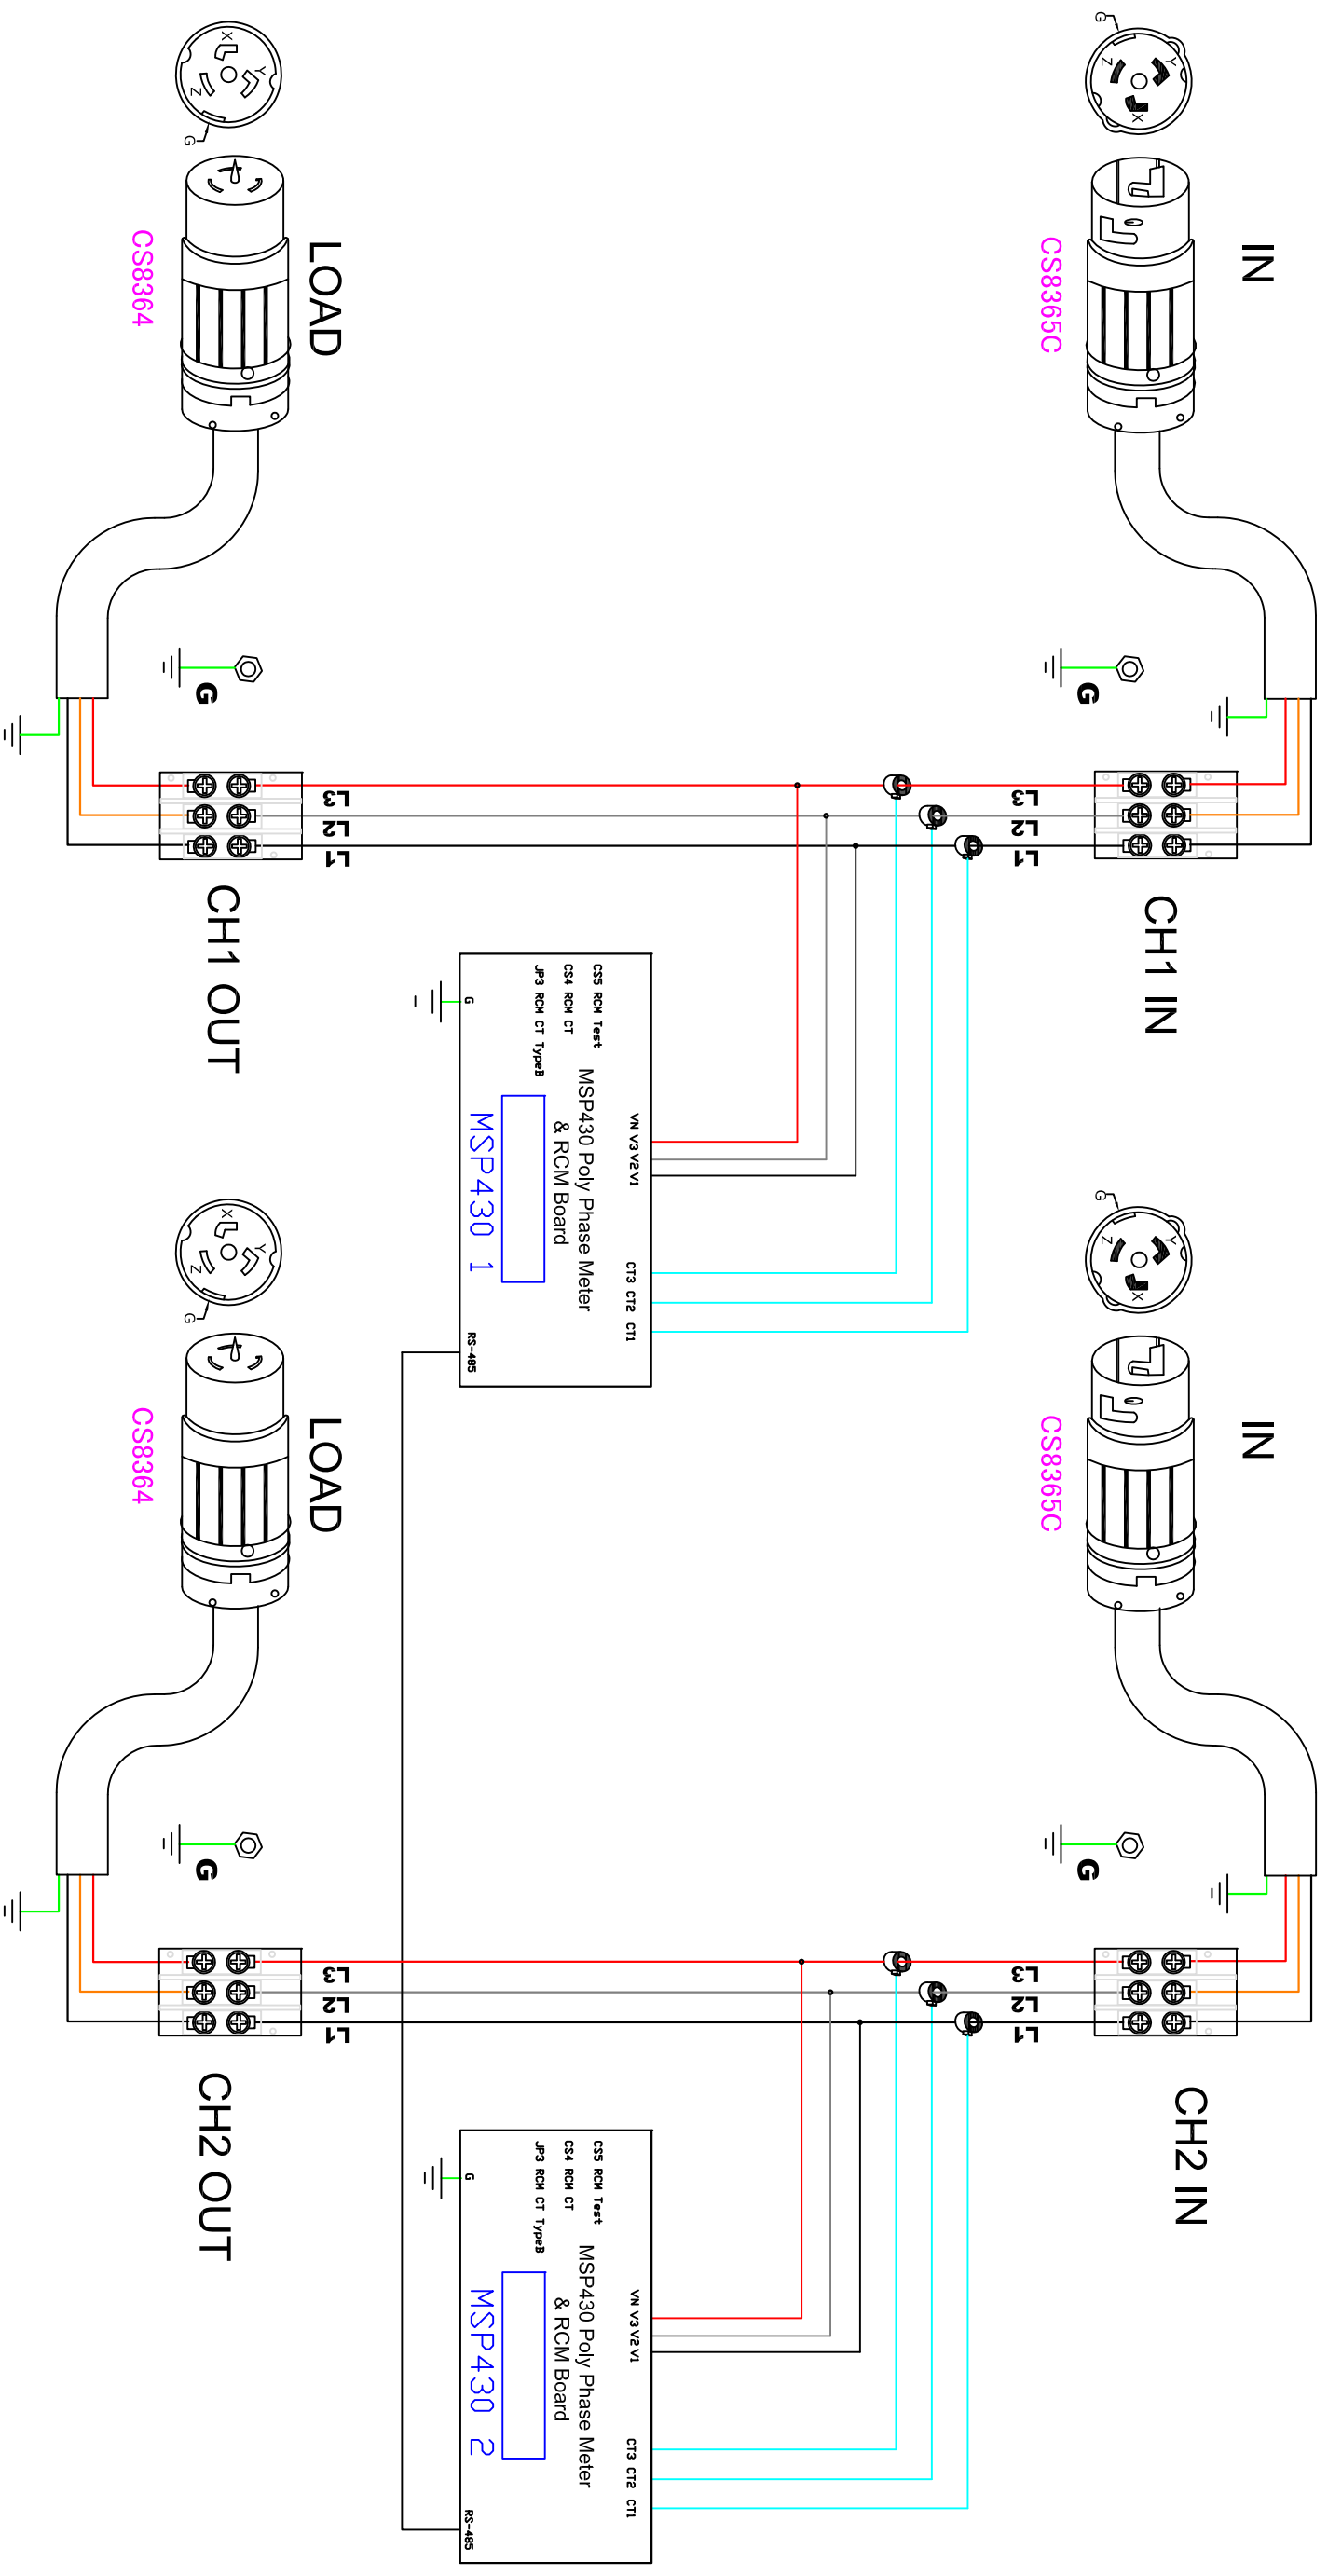 IN
CS8365C
G
X
Y
Z
G
L3
L2
L1
CH1 IN
LOAD
CS8364
G
X
Y
Z
G
L3
L2
L1
CH1 OUT
VN V3 V2 V1
CT3 CT2 CT1
CS5 RCM Test
CS4 RCM CT
JP3 RCM CT TypeB
MSP430 Poly Phase Meter
& RCM Board
MSP430 1
G
RS-485
IN
CS8365C
G
X
Y
Z
G
L3
L2
L1
CH2 IN
LOAD
CS8364
G
X
Y
Z
G
L3
L2
L1
CH2 OUT
VN V3 V2 V1
CT3 CT2 CT1
CS5 RCM Test
CS4 RCM CT
JP3 RCM CT TypeB
MSP430 Poly Phase Meter
& RCM Board
MSP430 2
G
RS-485